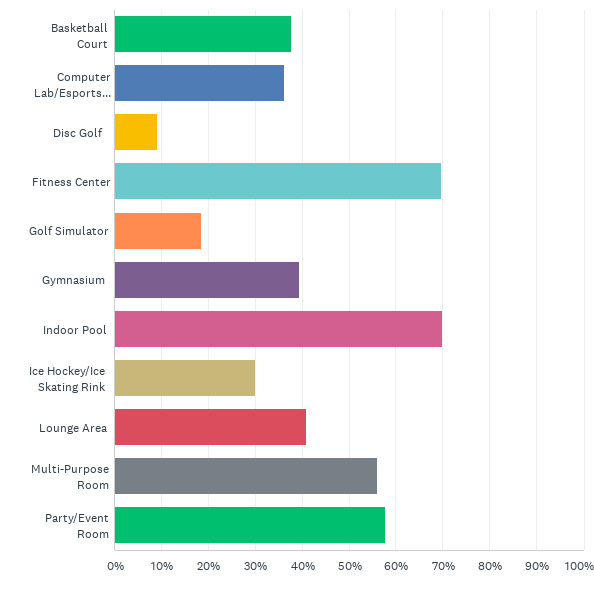 Basketball
Court
Computer
Lab/Esports...
Disc Golf
Fitness Center
Golf Simulator
Gymnasium
Indoor Pool
Ice Hockey/Ice
Skating Rink
Lounge Area
Multi-Purpose
Room
Party/Event
Room
0% 10% 20% 30% 40% 50% 60% 70% 80% 90% 100%